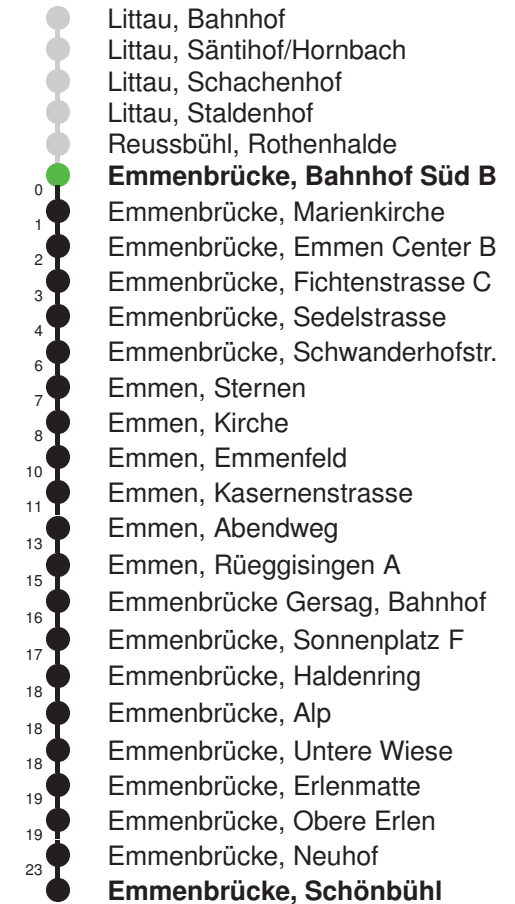 Littau, Bahnhof
Littau, Säntihof/Hornbach
Littau, Schachenhof
Littau, Staldenhof
Reussbühl, Rothenhalde
Emmenbrücke, Bahnhof Süd B
0
Emmenbrücke, Marienkirche
1
Emmenbrücke, Emmen Center B
2
Emmenbrücke, Fichtenstrasse C
3
Emmenbrücke, Sedelstrasse
4
Emmenbrücke, Schwanderhofstr.
6
Emmen, Sternen
7
Emmen, Kirche
8
Emmen, Emmenfeld
10
Emmen, Kasernenstrasse
11
Emmen, Abendweg
13
Emmen, Rüeggisingen A
15
Emmenbrücke Gersag, Bahnhof
16
Emmenbrücke, Sonnenplatz F
17
Emmenbrücke, Haldenring
18
Emmenbrücke, Alp
18
Emmenbrücke, Untere Wiese
18
Emmenbrücke, Erlenmatte
19
Emmenbrücke, Obere Erlen
19
Emmenbrücke, Neuhof
23
Emmenbrücke, Schönbühl